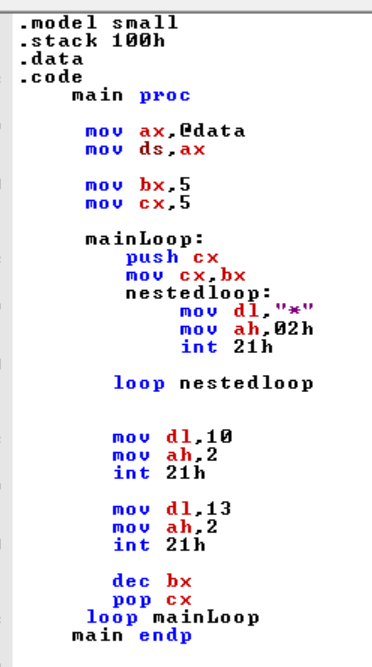 .model small
.stack 100h
.data
.code
main proc
mov ax,@data
mov ds,ax
mov bx,5
mov cx,5
mainLoop:
push cx
mov cx,bx
nestedloop:
mov dl,"*"
mov ah,02h
int 21h
loop nestedloop
mov dl,10
mov ah,2
int 21h
mov dl,13
mov ah,2
int 21h
dec bx
pop cx
loop mainLoop
main endp